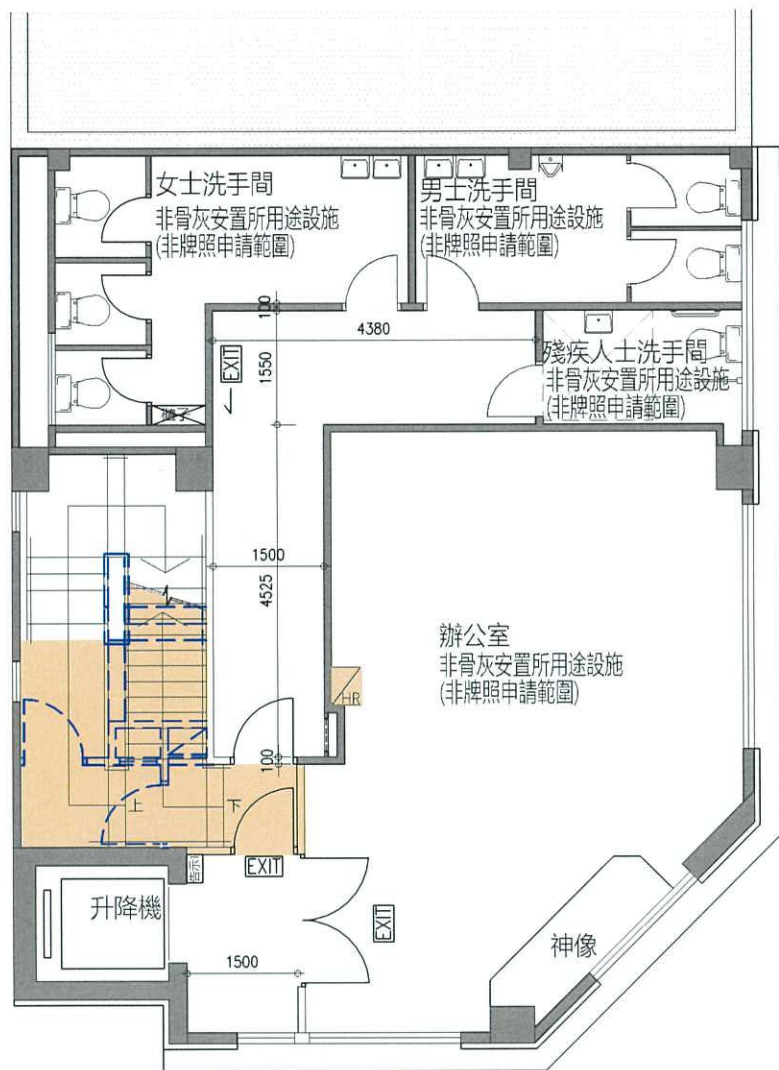 女士洗手間
非骨灰安置所用途設施
(非牌照申請範圍)
男士洗手間
非骨灰安置所用途設施
(非牌照申請範圍)
100
4380
1550
EXIT
殘疾人士洗手間
非骨灰安置所用途設施
(非牌照申請範圍)
1500
4525
辦公室
非骨灰安置所用途設施
(非牌照申請範圍)
HR
100
上
下
告示
EXIT
升降機
EXIT
神像
1500